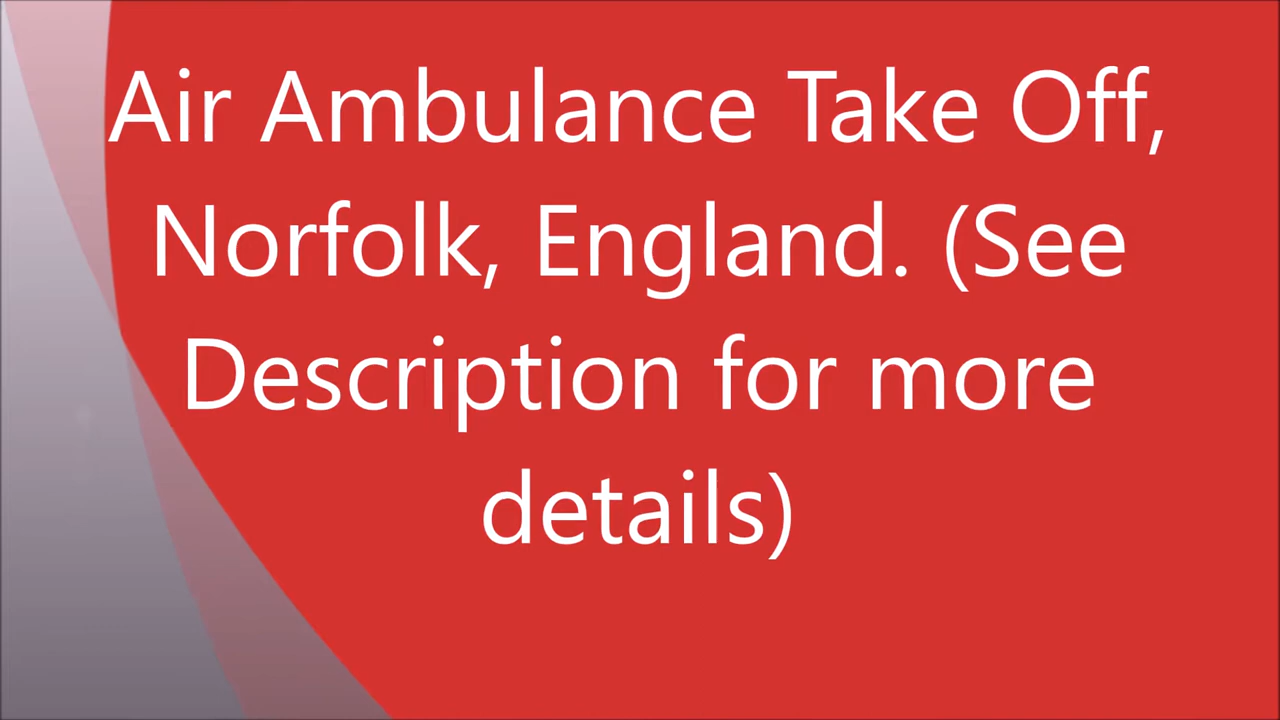 Air Ambulance Take Off,
Norfolk, England. (See
Description for more
details)